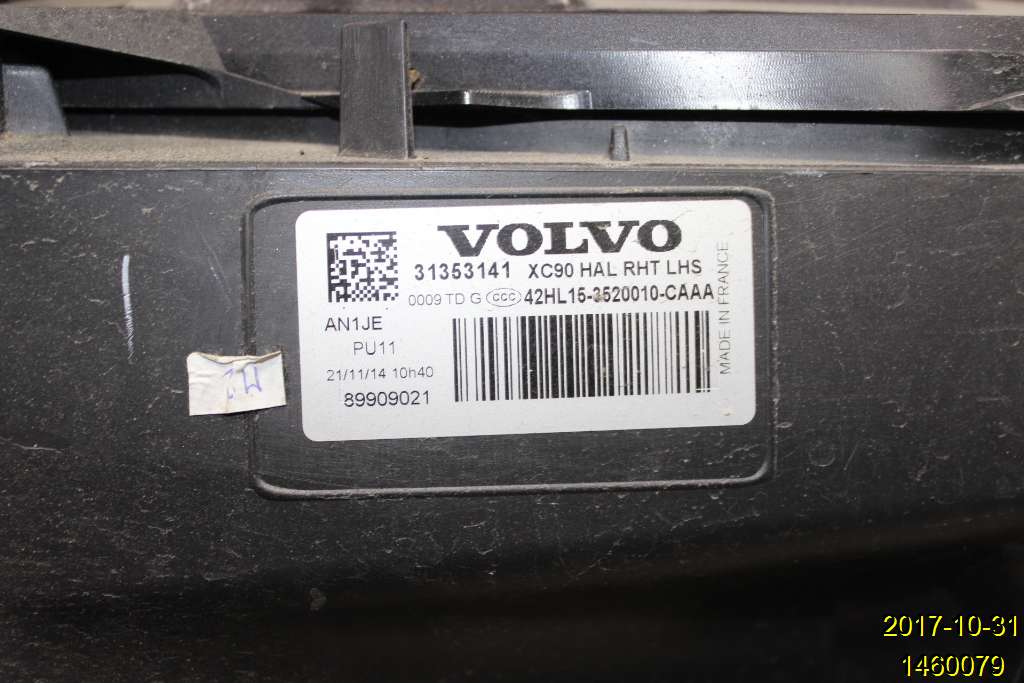 VOLVO
31353141 XC90 HAL RHT LHS
0009 TD G CCC 42HL15-3520010-CAAA
AN1JE
PU11
21/11/14 10h40
89909021
MADE IN FRANCE
2017-10-31
1460079